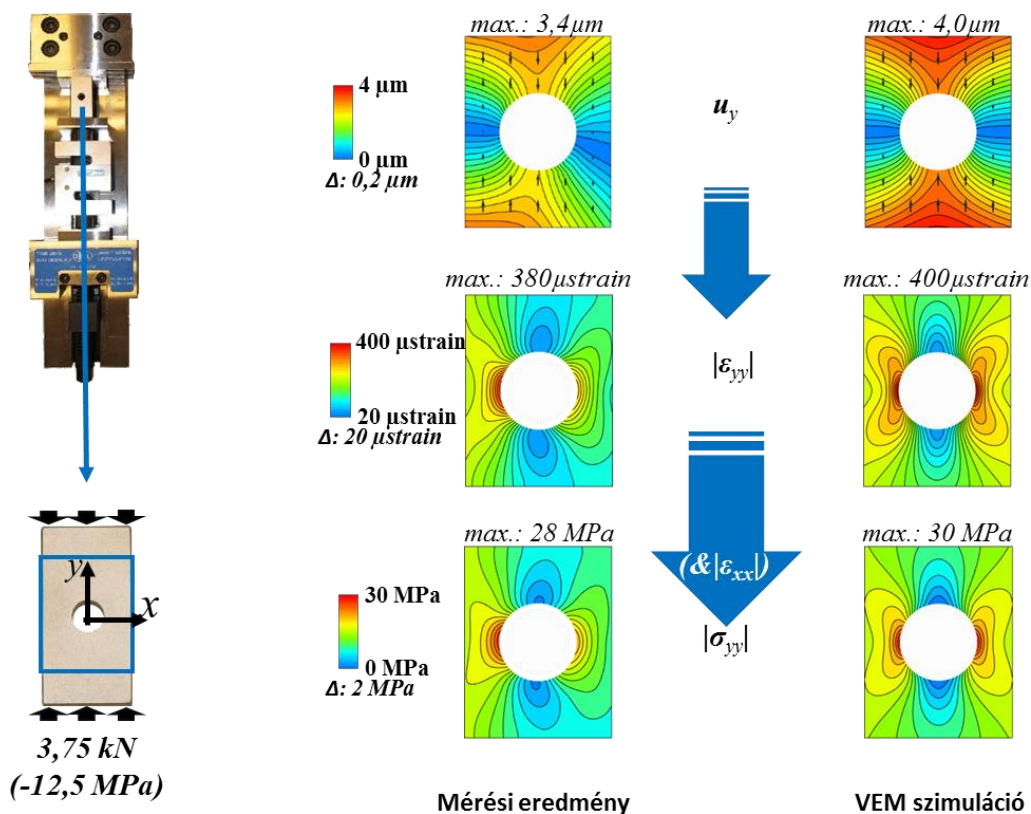 max.: 3,4μm
max.: 4,0μm
4 μm
0 μm
Δ: 0,2 μm
u_y
max.: 380μstrain
max.: 400μstrain
400 μstrain
20 μstrain
Δ: 20 μstrain
|ε_yy|
max.: 28 MPa
max.: 30 MPa
(&|ε_xx|)
30 MPa
0 MPa
Δ: 2 MPa
|σ_yy|
y
x
3,75 kN
(-12,5 MPa)
Mérési eredmény
VEM szimuláció